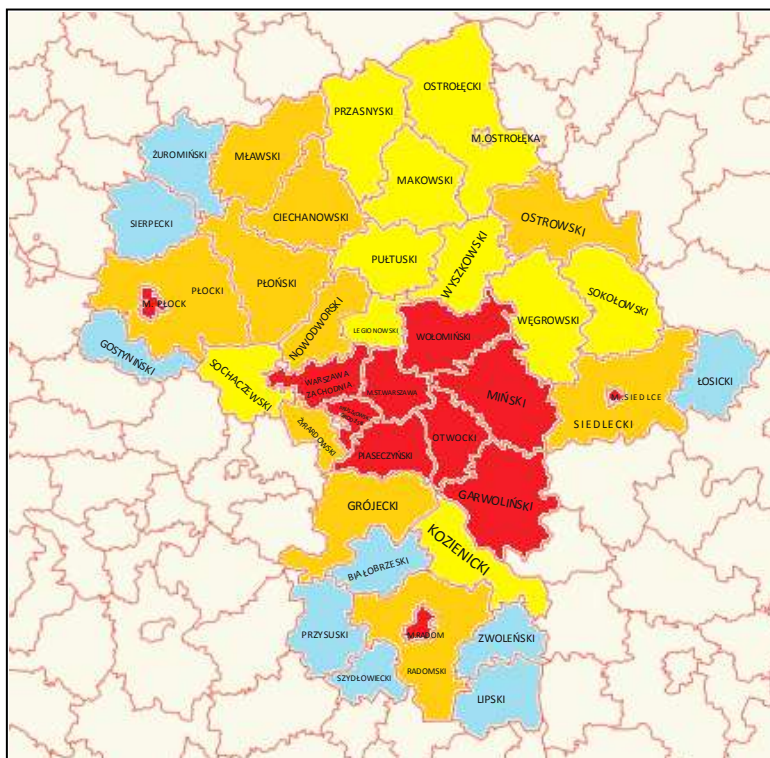 OSTROŁĘCKI
PRZASNYSKI
M.OSTROŁĘKA
ŻUROMIŃSKI
MŁAWSKI
MAKOWSKI
CIECHANOWSKI
SIERPECKI
OSTROWSKI
PUŁTUSKI
WYSZKOWSKI
PŁOCKI
PŁOŃSKI
SOKOŁOWSKI
M. PŁOCK
NOWODWORSKI
LEGIONOWSKI
WĘGROWSKI
WOŁOMIŃSKI
GOSTYNIŃSKI
SOCHACZEWSKI
WARSZAWA
ZACHODNIA
M.STWARSZAWA
MIŃSKI
ŁOSICKI
M.SIEDLCE
SIEDLECKI
ŻYRARDOWSKI
OTWOCKI
PIASECZYŃSKI
GARWOLIŃSKI
GRÓJECKI
KOZIENICKI
BIAŁOBRZESKI
PRZYSUSKI
M.RADOM
ZWOLEŃSKI
SZYDŁOWIECKI
RADOMSKI
LIPSKI